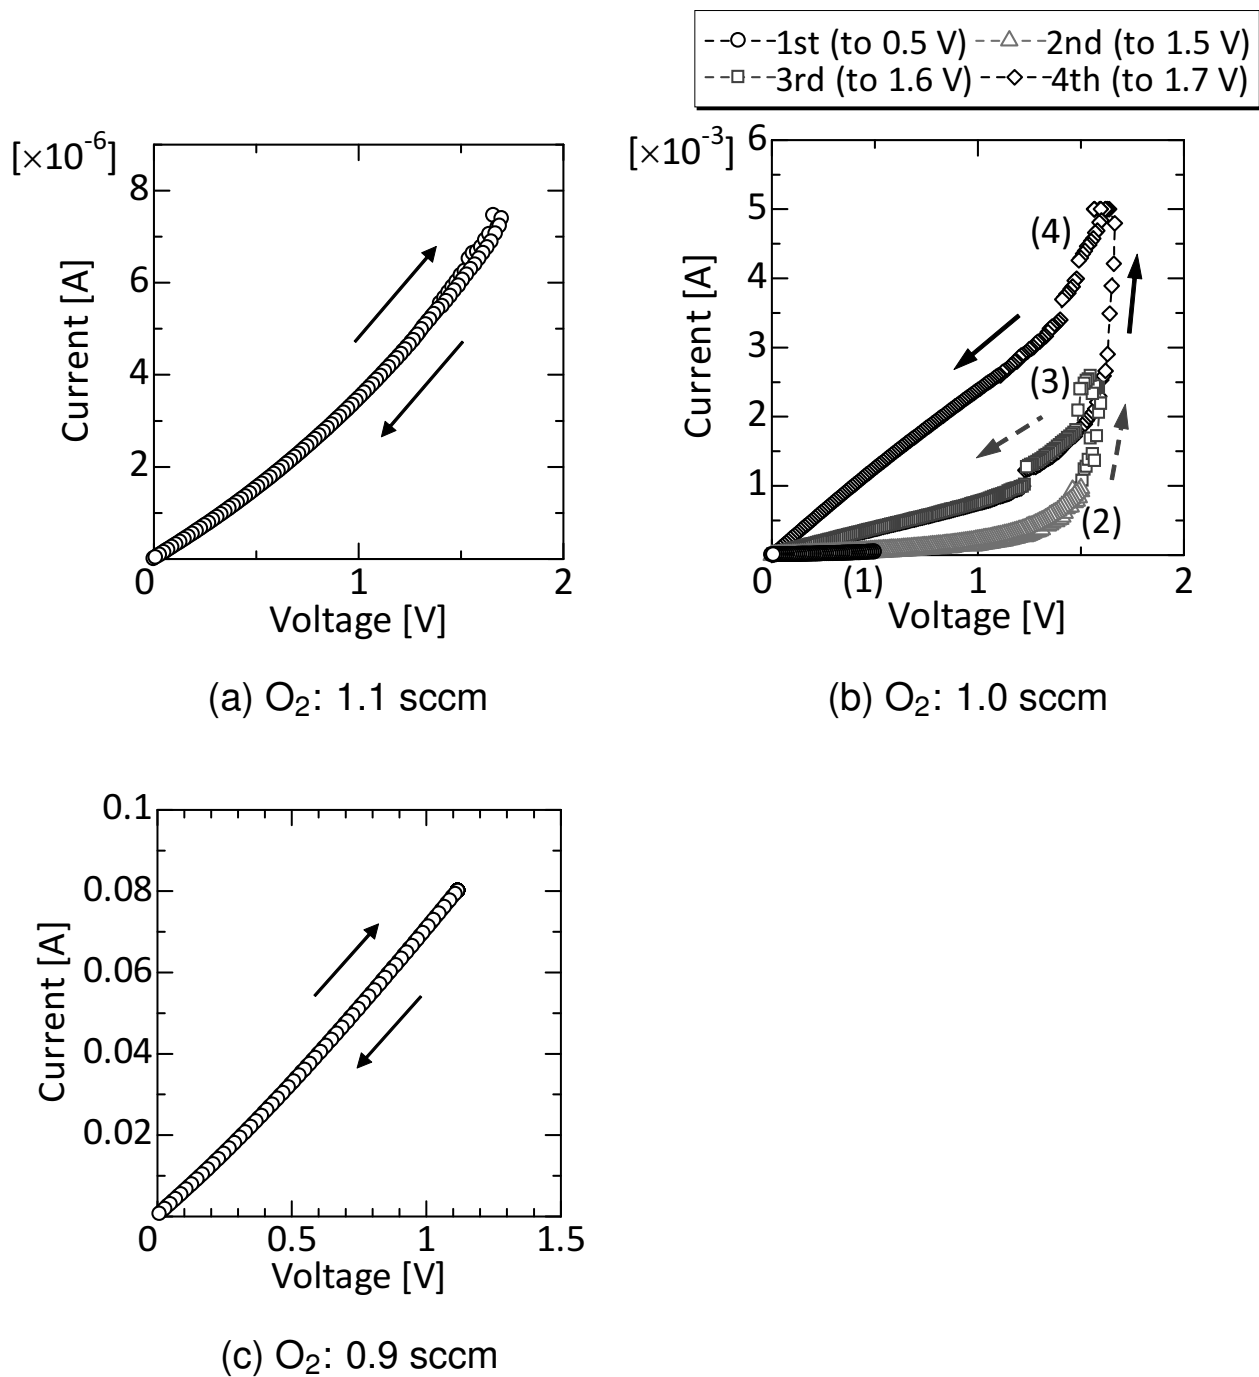 1st (to 0.5 V) 2nd (to 1.5 V)
3rd (to 1.6 V) 4th (to 1.7 V)
[×10⁻⁶]
8
6
4
2
0
1
2
Current [A]
Voltage [V]
(a) O₂: 1.1 sccm
[×10⁻³]
6
5
4
3
2
1
0
1
2
(4)
(3)
(2)
(1)
Current [A]
Voltage [V]
(b) O₂: 1.0 sccm
0.1
0.08
0.06
0.04
0.02
0
0.5
1
1.5
Current [A]
Voltage [V]
(c) O₂: 0.9 sccm